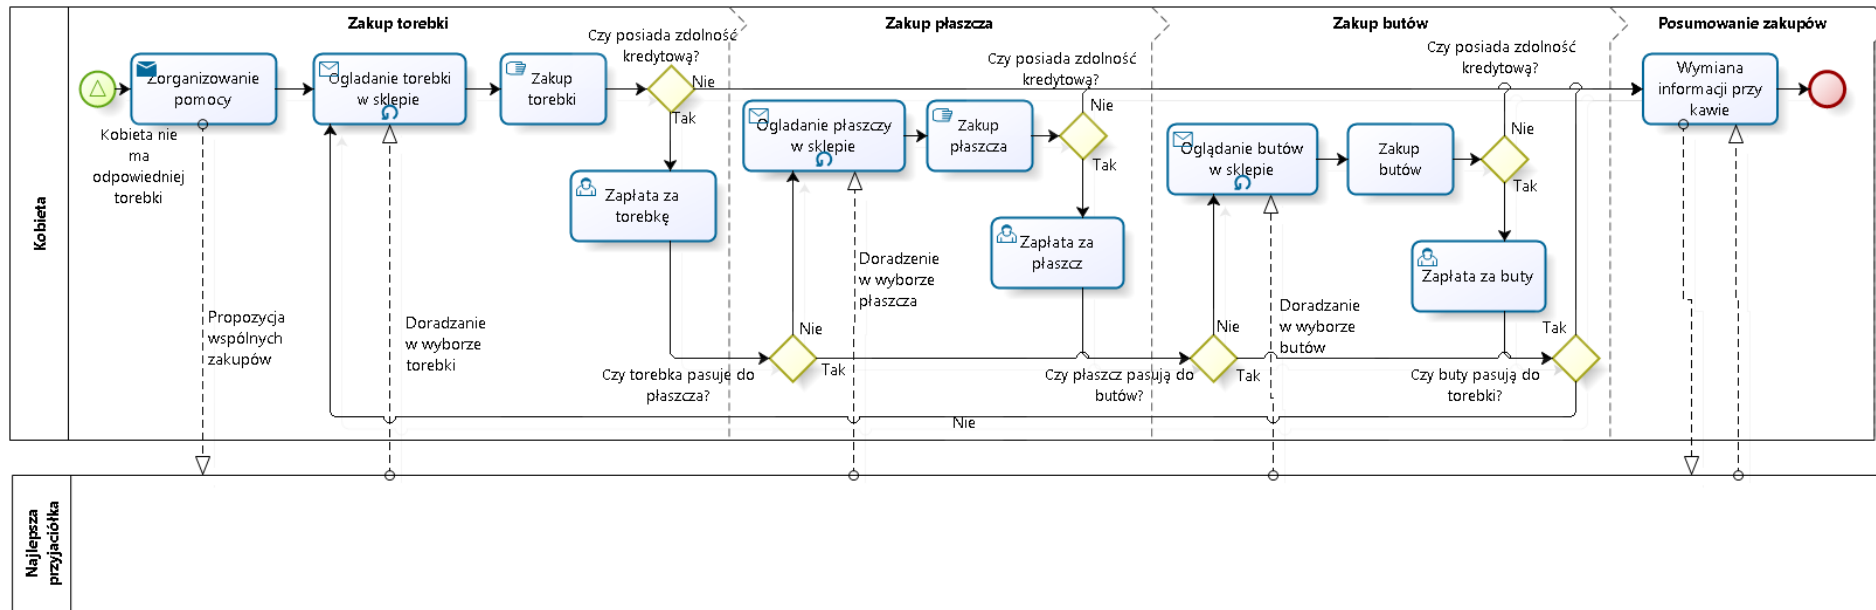 Zakup torebki
Zakup płaszcza
Zakup butów
Posumowanie zakupów
Kobieta
Zorganizowanie
pomocy
Kobieta nie
ma
odpowiedniej
torebki
Ogladanie torebki
w sklepie
Zakup
torebki
Czy posiada zdolność
kredytową?
Nie
Tak
Zapłata za
torebkę
Propozycja
wspólnych
zakupów
Doradzanie
w wyborze
torebki
Czy torebka pasuje do
płaszcza?
Nie
Tak
Ogladanie płaszczy
w sklepie
Zakup
płaszcza
Czy posiada zdolność
kredytową?
Nie
Tak
Zapłata za
płaszcz
Doradzenie
w wyborze
płaszcza
Czy płaszcz pasują do
butów?
Nie
Tak
Oglądanie butów
w sklepie
Zakup
butów
Czy posiada zdolność
kredytową?
Nie
Tak
Zapłata za buty
Doradzanie
w wyborze
butów
Czy buty pasują do
torebki?
Tak
Nie
Wymiana
informacji przy
kawie
Najlepsza
przyjaciółka